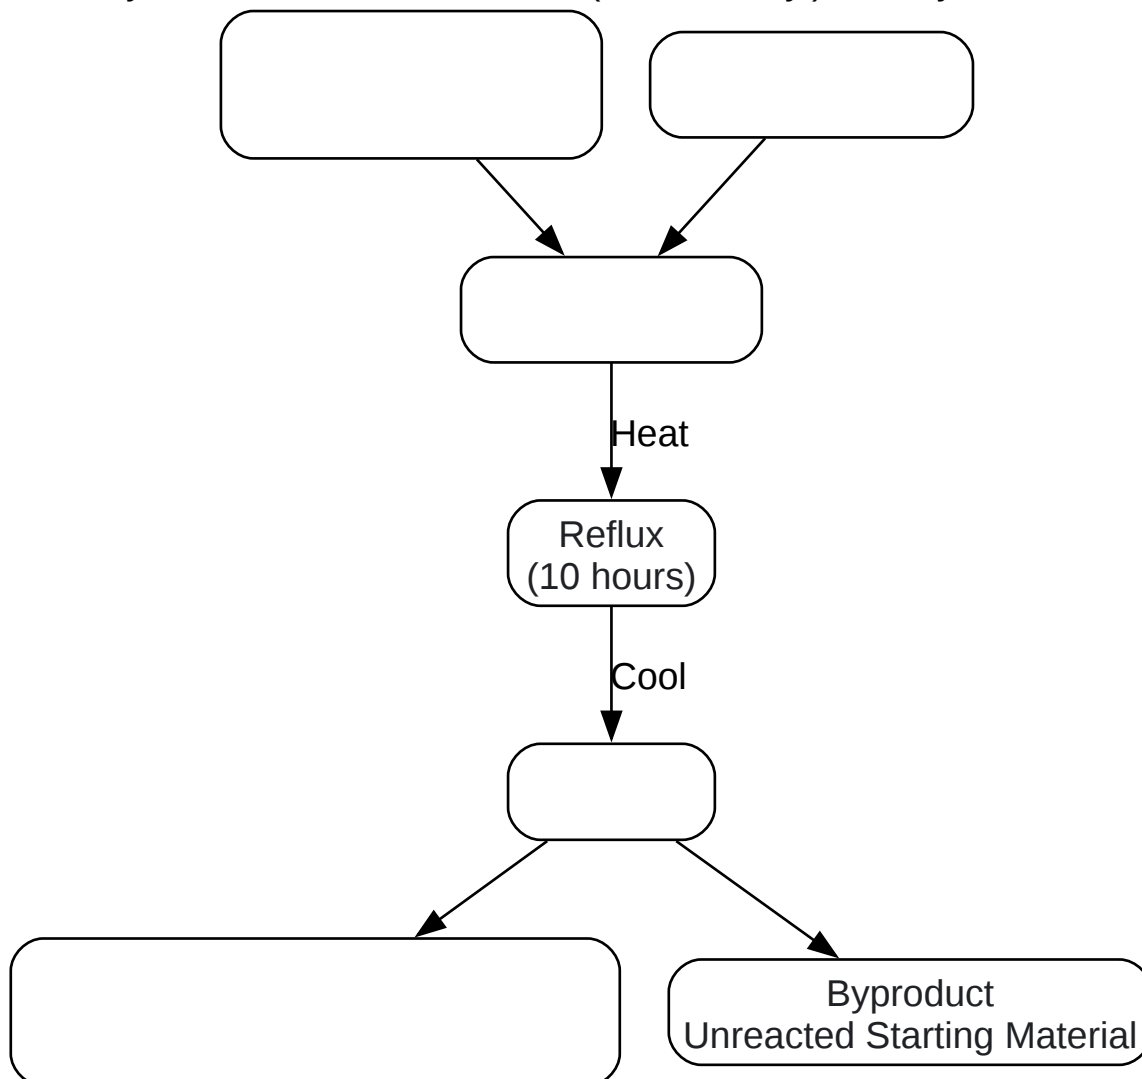 Heat
Reflux
(10 hours)
Cool
Byproduct
Unreacted Starting Material